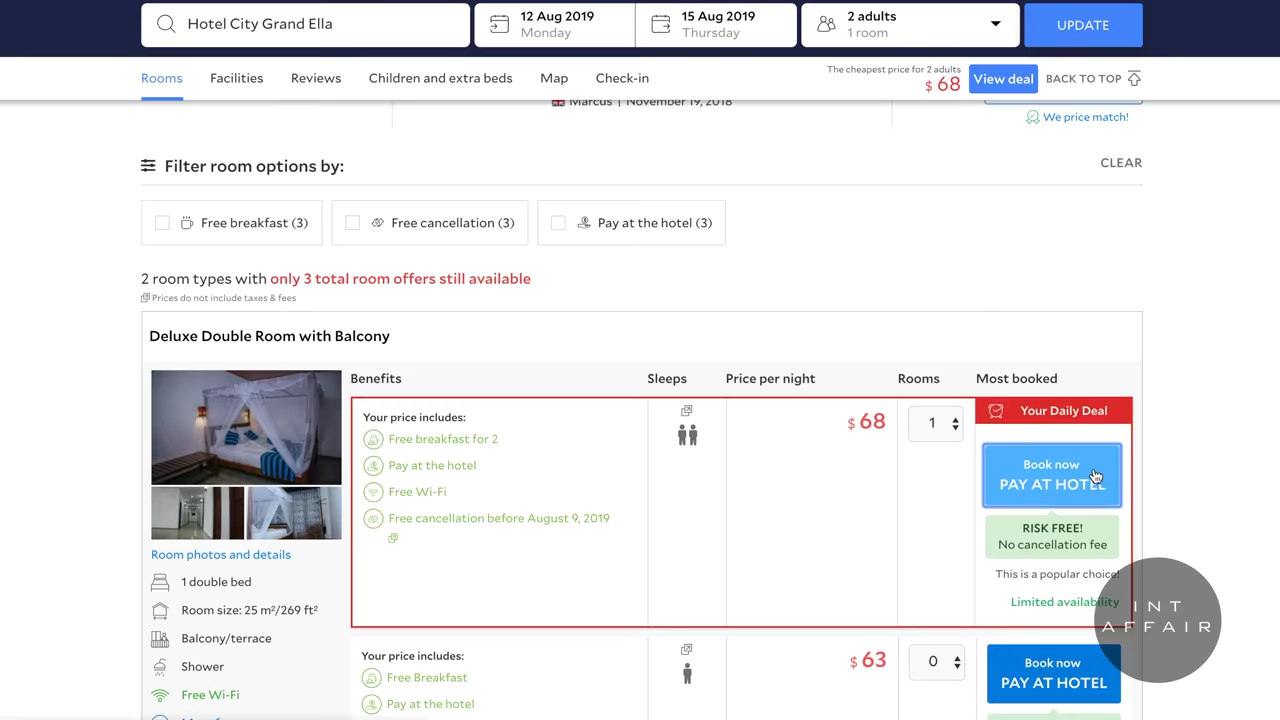 Hotel City Grand Ella
12 Aug 2019
Monday
15 Aug 2019
Thursday
2 adults
1 room
UPDATE
Rooms
Facilities
Reviews
Children and extra beds
Map
Check-in
The cheapest price for 2 adults
$ 68
View deal
BACK TO TOP
Marcus | November 19, 2018
We price match!
Filter room options by:
CLEAR
Free breakfast (3)
Free cancellation (3)
Pay at the hotel (3)
2 room types with only 3 total room offers still available
Prices do not include taxes & fees
Deluxe Double Room with Balcony
Benefits
Sleeps
Price per night
Rooms
Most booked
Your price includes:
Free breakfast for 2
Pay at the hotel
Free Wi-Fi
Free cancellation before August 9, 2019
$ 68
1
Your Daily Deal
Book now
PAY AT HOTEL
RISK FREE!
No cancellation fee
This is a popular choice!
Limited availability
Room photos and details
1 double bed
Room size: 25 m²/269 ft²
Balcony/terrace
Shower
Free Wi-Fi
Your price includes:
Free Breakfast
Pay at the hotel
$ 63
0
Book now
PAY AT HOTEL
INT
AFFAIR